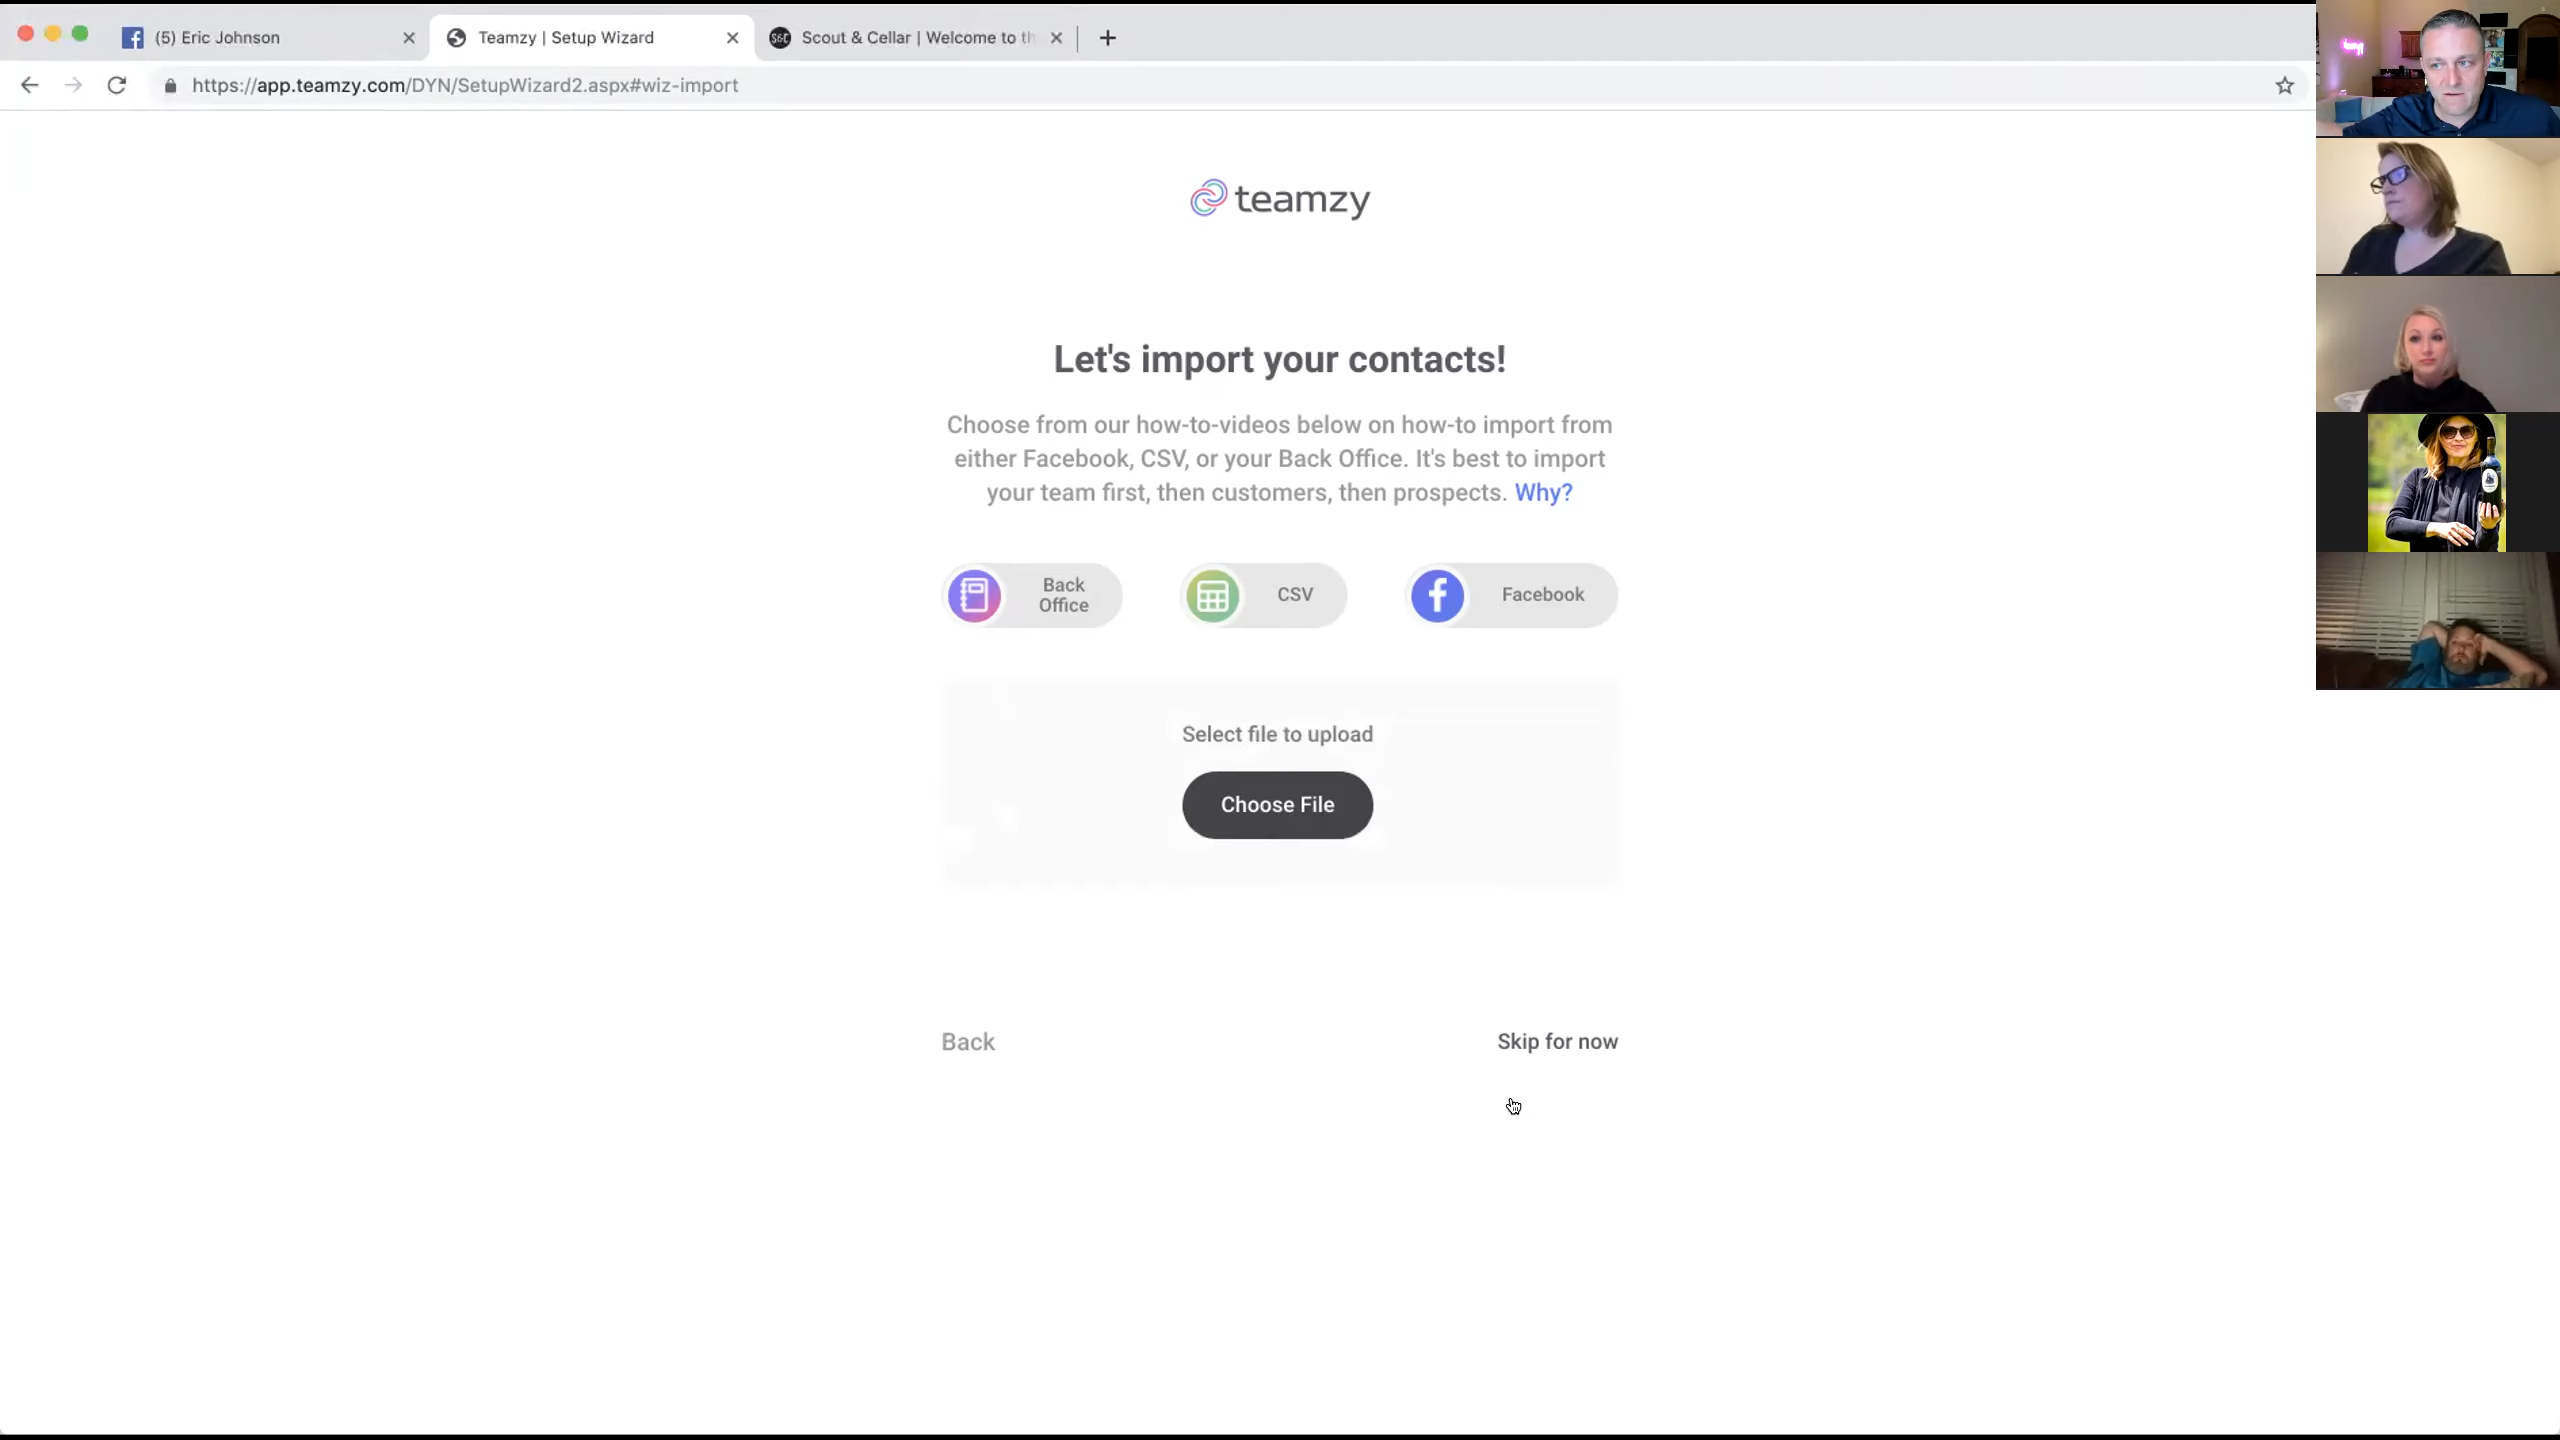 (5) Eric Johnson
Teamzy | Setup Wizard
Scout & Cellar | Welcome to th
https://app.teamzy.com/DYN/SetupWizard2.aspx#wiz-import
teamzy
Let's import your contacts!
Choose from our how-to-videos below on how-to import from
either Facebook, CSV, or your Back Office. It's best to import
your team first, then customers, then prospects. Why?
Back
Office
CSV
Facebook
Select file to upload
Choose File
Back
Skip for now